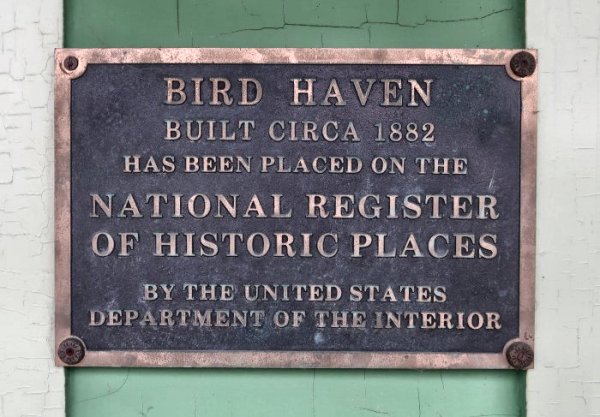 BIRD HAVEN
BUILT CIRCA 1882
HAS BEEN PLACED ON THE
NATIONAL REGISTER
OF HISTORIC PLACES
BY THE UNITED STATES
DEPARTMENT OF THE INTERIOR